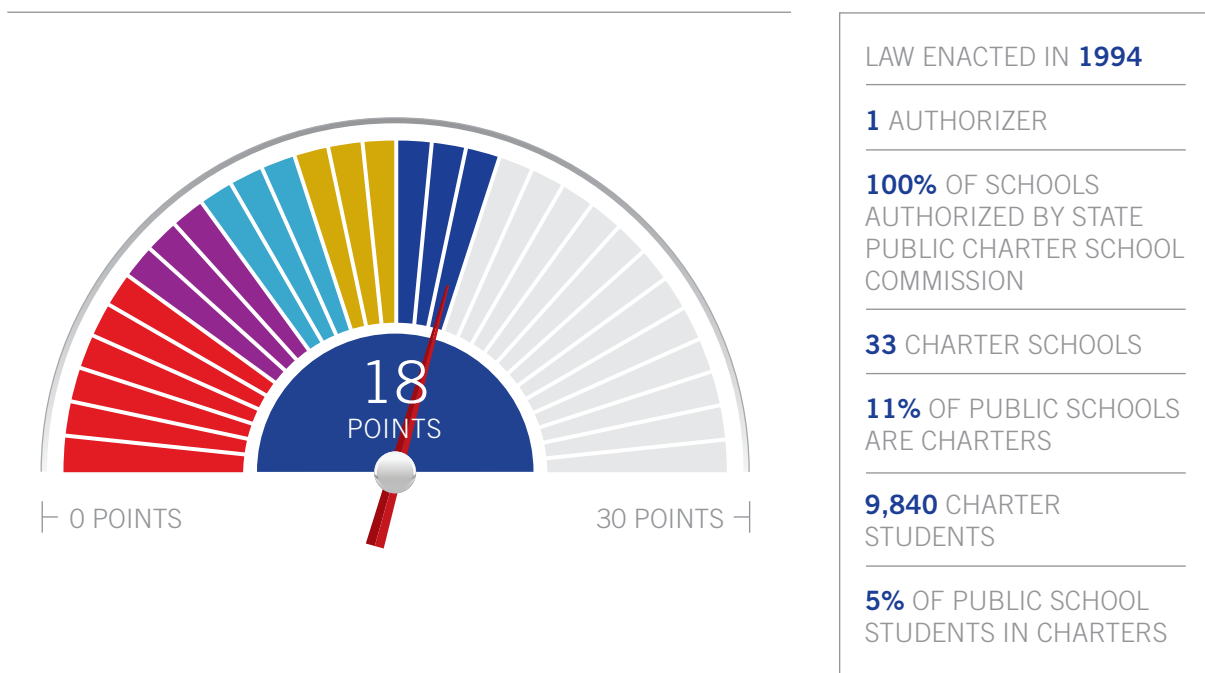 18
POINTS
0 POINTS
30 POINTS
LAW ENACTED IN 1994
1 AUTHORIZER
100% OF SCHOOLS
AUTHORIZED BY STATE
PUBLIC CHARTER SCHOOL
COMMISSION
33 CHARTER SCHOOLS
11% OF PUBLIC SCHOOLS
ARE CHARTERS
9,840 CHARTER
STUDENTS
5% OF PUBLIC SCHOOL
STUDENTS IN CHARTERS